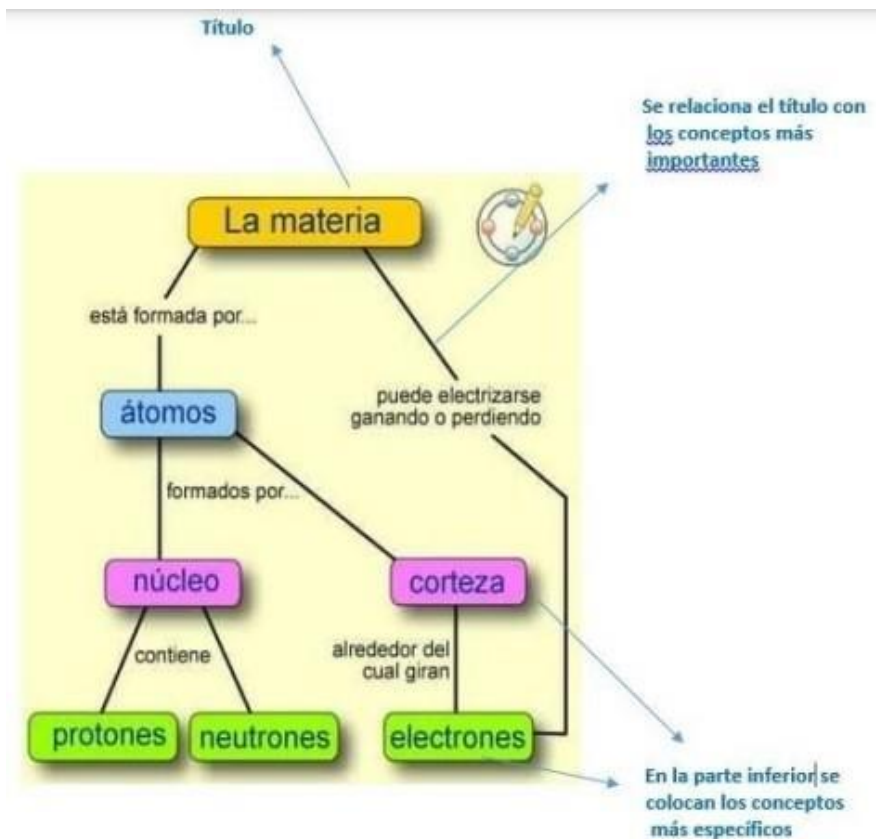 Título
Se relaciona el título con
los conceptos más
importantes
La materia
está formada por...
puede electrizarse
ganando o perdiendo
átomos
formados por...
núcleo
corteza
contiene
alrededor del
cual giran
protones
neutrones
electrones
En la parte inferior se
colocan los conceptos
más específicos